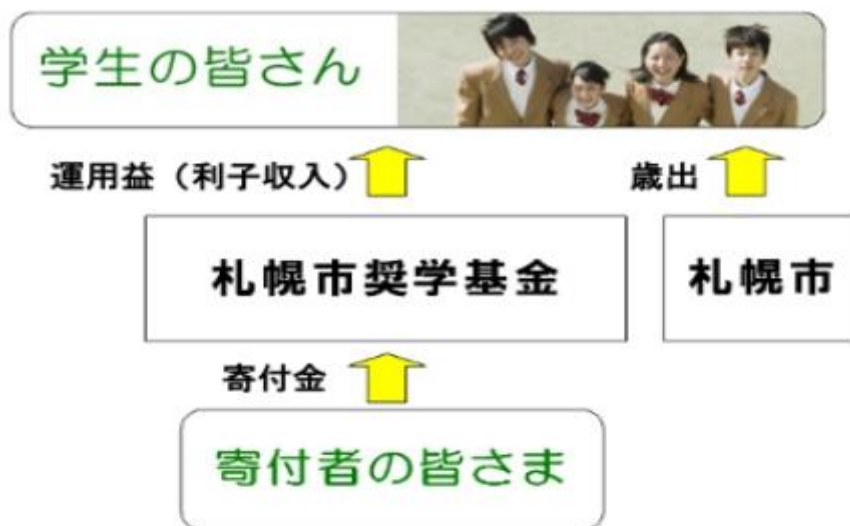 学生の皆さん
運用益（利子収入）
歳出
札幌市奨学基金
札幌市
寄付金
寄付者の皆さま